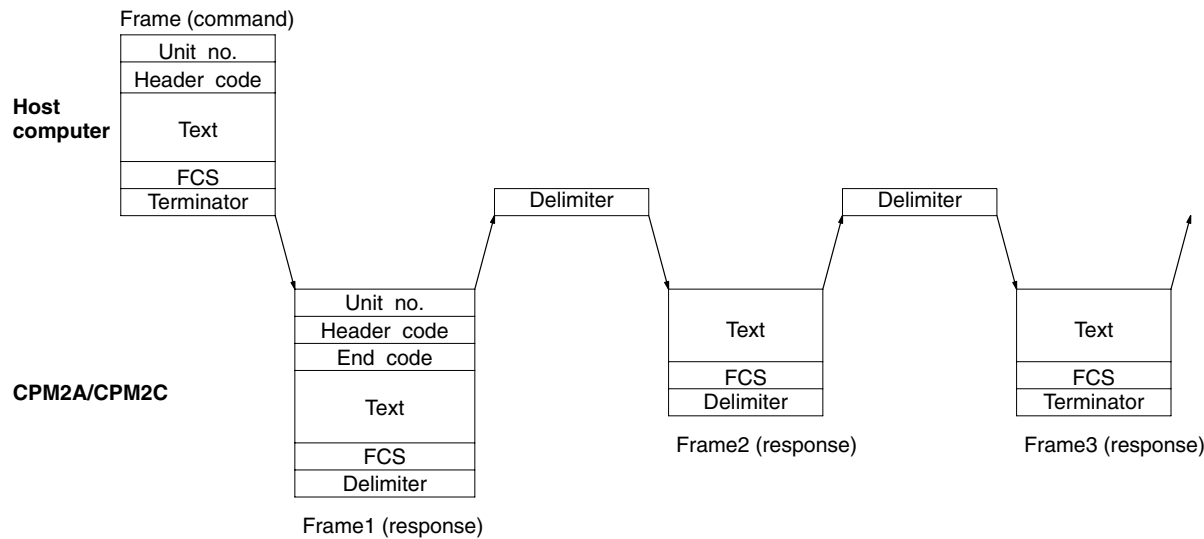 Frame (command)
Unit no.
Header code
Host
computer
Text
FCS
Terminator
Delimiter
Delimiter
Unit no.
Header code
End code
CPM2A/CPM2C
Text
FCS
Delimiter
Frame1 (response)
Text
FCS
Delimiter
Frame2 (response)
Text
FCS
Terminator
Frame3 (response)